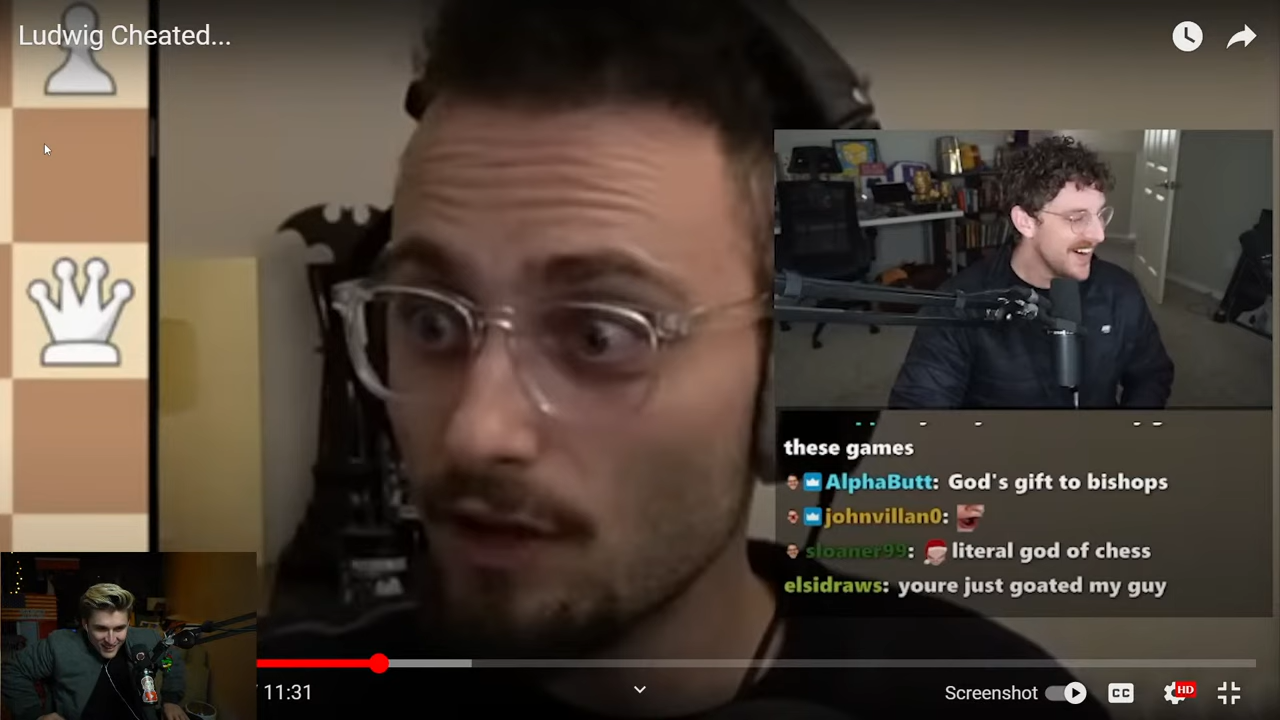 Ludwig Cheated...
these games
AlphaButt: God's gift to bishops
johnvillan0:
sloaner99: literal god of chess
elsidraws: youre just goated my guy
11:31
Screenshot
CC
HD